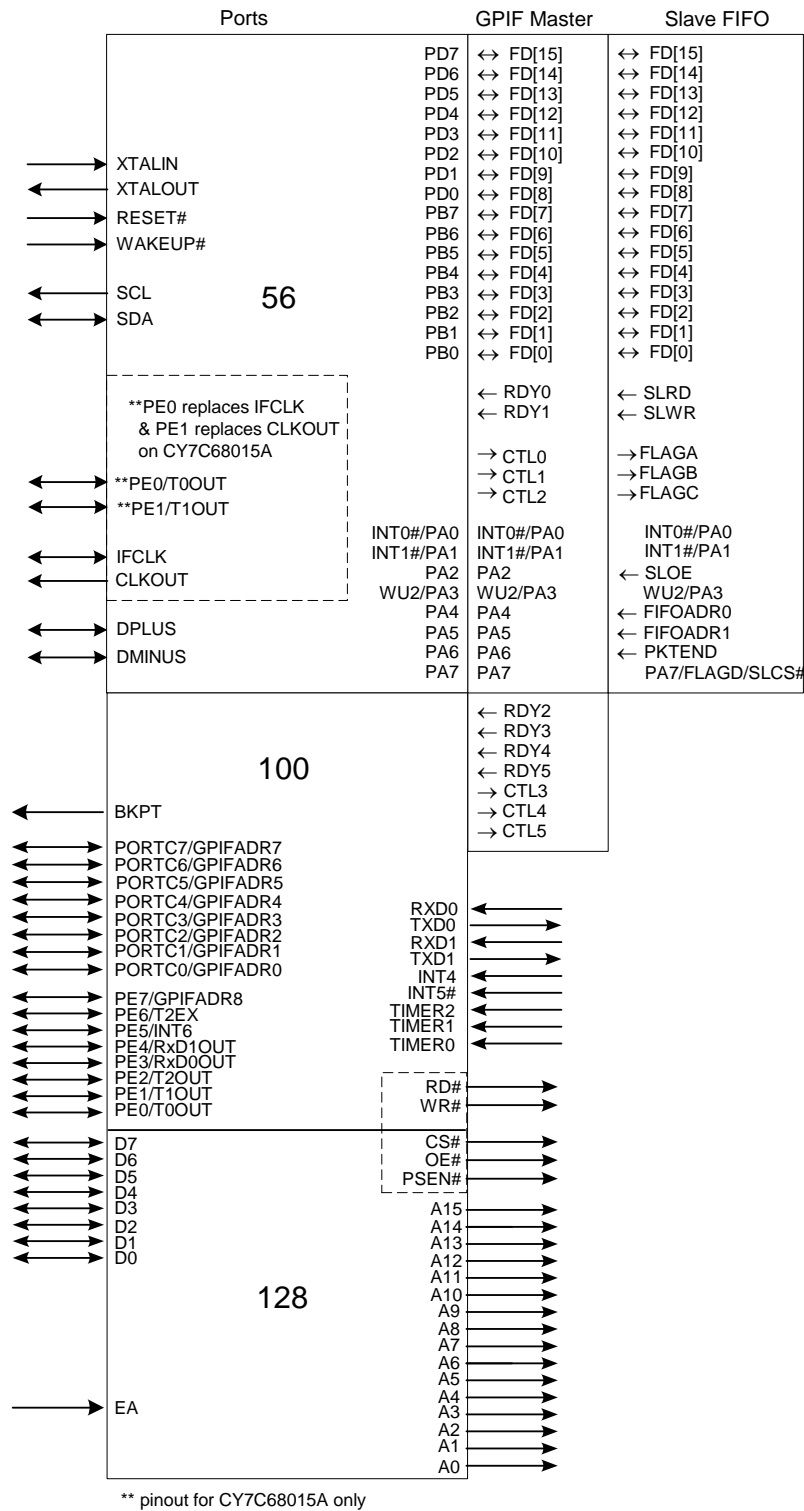 Ports GPIF Master Slave FIFO
PD7 ↔ FD[15] ↔ FD[15]
PD6 ↔ FD[14] ↔ FD[14]
PD5 ↔ FD[13] ↔ FD[13]
PD4 ↔ FD[12] ↔ FD[12]
PD3 ↔ FD[11] ↔ FD[11]
PD2 ↔ FD[10] ↔ FD[10]
XTALIN
PD1 ↔ FD[9] ↔ FD[9]
XTALOUT
PD0 ↔ FD[8] ↔ FD[8]
RESET#
PB7 ↔ FD[7] ↔ FD[7]
PB6 ↔ FD[6] ↔ FD[6]
WAKEUP#
PB5 ↔ FD[5] ↔ FD[5]
PB4 ↔ FD[4] ↔ FD[4]
SCL
56
PB3 ↔ FD[3] ↔ FD[3]
PB2 ↔ FD[2] ↔ FD[2]
SDA
PB1 ↔ FD[1] ↔ FD[1]
PB0 ↔ FD[0] ↔ FD[0]
**PE0 replaces IFCLK
& PE1 replaces CLKOUT
on CY7C68015A
← RDY0 ← SLRD
← RDY1 ← SLWR
→ CTL0 → FLAGA
→ CTL1 → FLAGB
→ CTL2 → FLAGC
**PE0/T0OUT
**PE1/T1OUT
INT0#/PA0 INT0#/PA0 INT0#/PA0
INT1#/PA1 INT1#/PA1 INT1#/PA1
IFCLK
CLKOUT
PA2 PA2 ← SLOE
WU2/PA3 WU2/PA3 WU2/PA3
PA4 PA4 ← FIFOADR0
DPLUS
PA5 PA5 ← FIFOADR1
PA6 PA6 ← PKTEND
DMINUS
PA7 PA7 PA7/FLAGD/SLCS#
← RDY2
← RDY3
← RDY4
← RDY5
→ CTL3
→ CTL4
→ CTL5
100
BKPT
PORTC7/GPIFADR7
PORTC6/GPIFADR6
PORTC5/GPIFADR5
PORTC4/GPIFADR4
PORTC3/GPIFADR3
PORTC2/GPIFADR2
PORTC1/GPIFADR1
PORTC0/GPIFADR0
PE7/GPIFADR8
PE6/T2EX
PE5/INT6
PE4/RxD1OUT
PE3/RxD0OUT
PE2/T2OUT
PE1/T1OUT
PE0/T0OUT
RXD0
TXD0
RXD1
TXD1
INT4
INT5#
TIMER2
TIMER1
TIMER0
RD#
WR#
CS#
OE#
PSEN#
D7
D6
D5
D4
D3
D2
D1
D0
128
EA
A15
A14
A13
A12
A11
A10
A9
A8
A7
A6
A5
A4
A3
A2
A1
A0
** pinout for CY7C68015A only